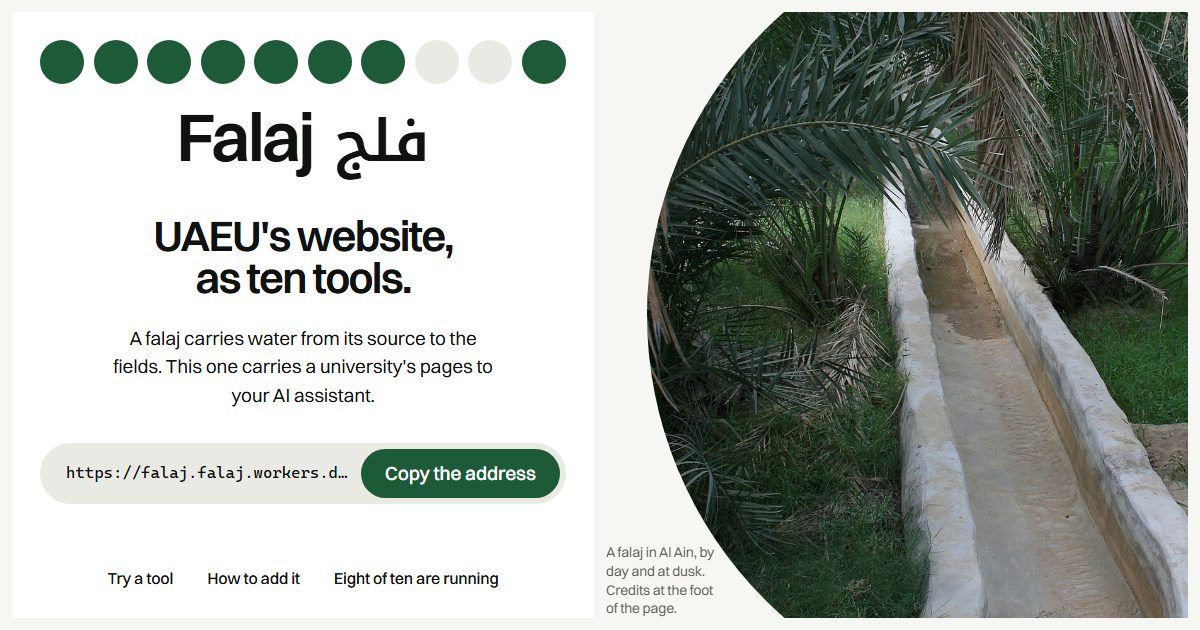 Falaj فلج
UAEU's website,
as ten tools.
A falaj carries water from its source to the
fields. This one carries a university's pages to
your AI assistant.
https://falaj.falaj.workers.d…
Copy the address
Try a tool
How to add it
Eight of ten are running
A falaj in Al Ain, by
day and at dusk.
Credits at the foot
of the page.